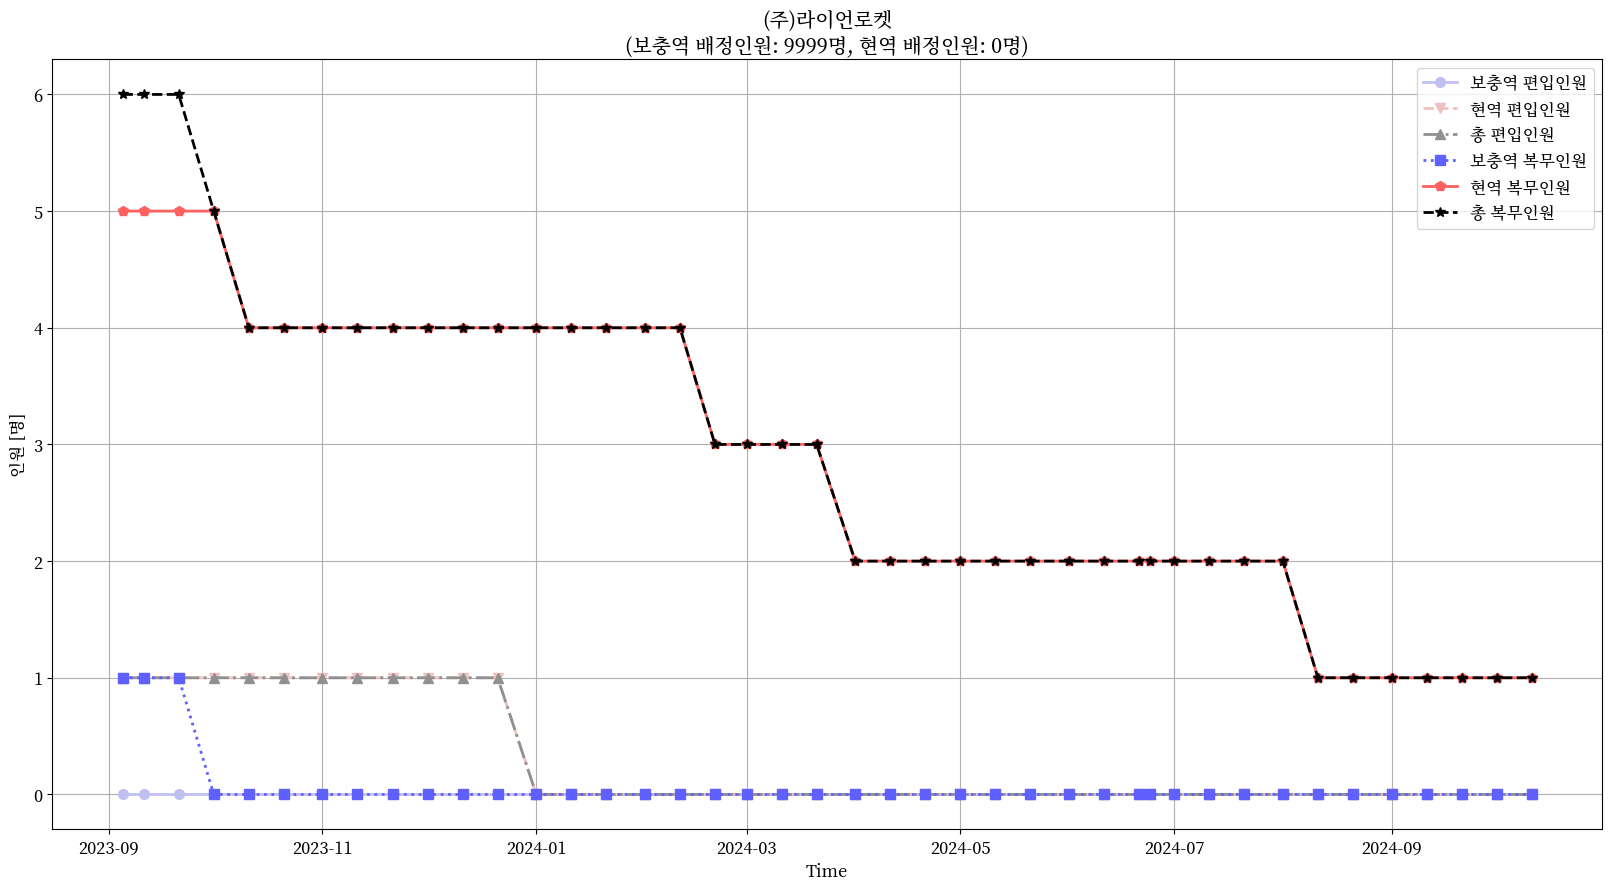 (주)라이언로켓
(보충역 배정인원: 9999명, 현역 배정인원: 0명)
보충역 편입인원
현역 편입인원
총 편입인원
보충역 복무인원
현역 복무인원
총 복무인원
인원 [명]
6
5
4
3
2
1
0
2023-09
2023-11
2024-01
2024-03
2024-05
2024-07
2024-09
Time